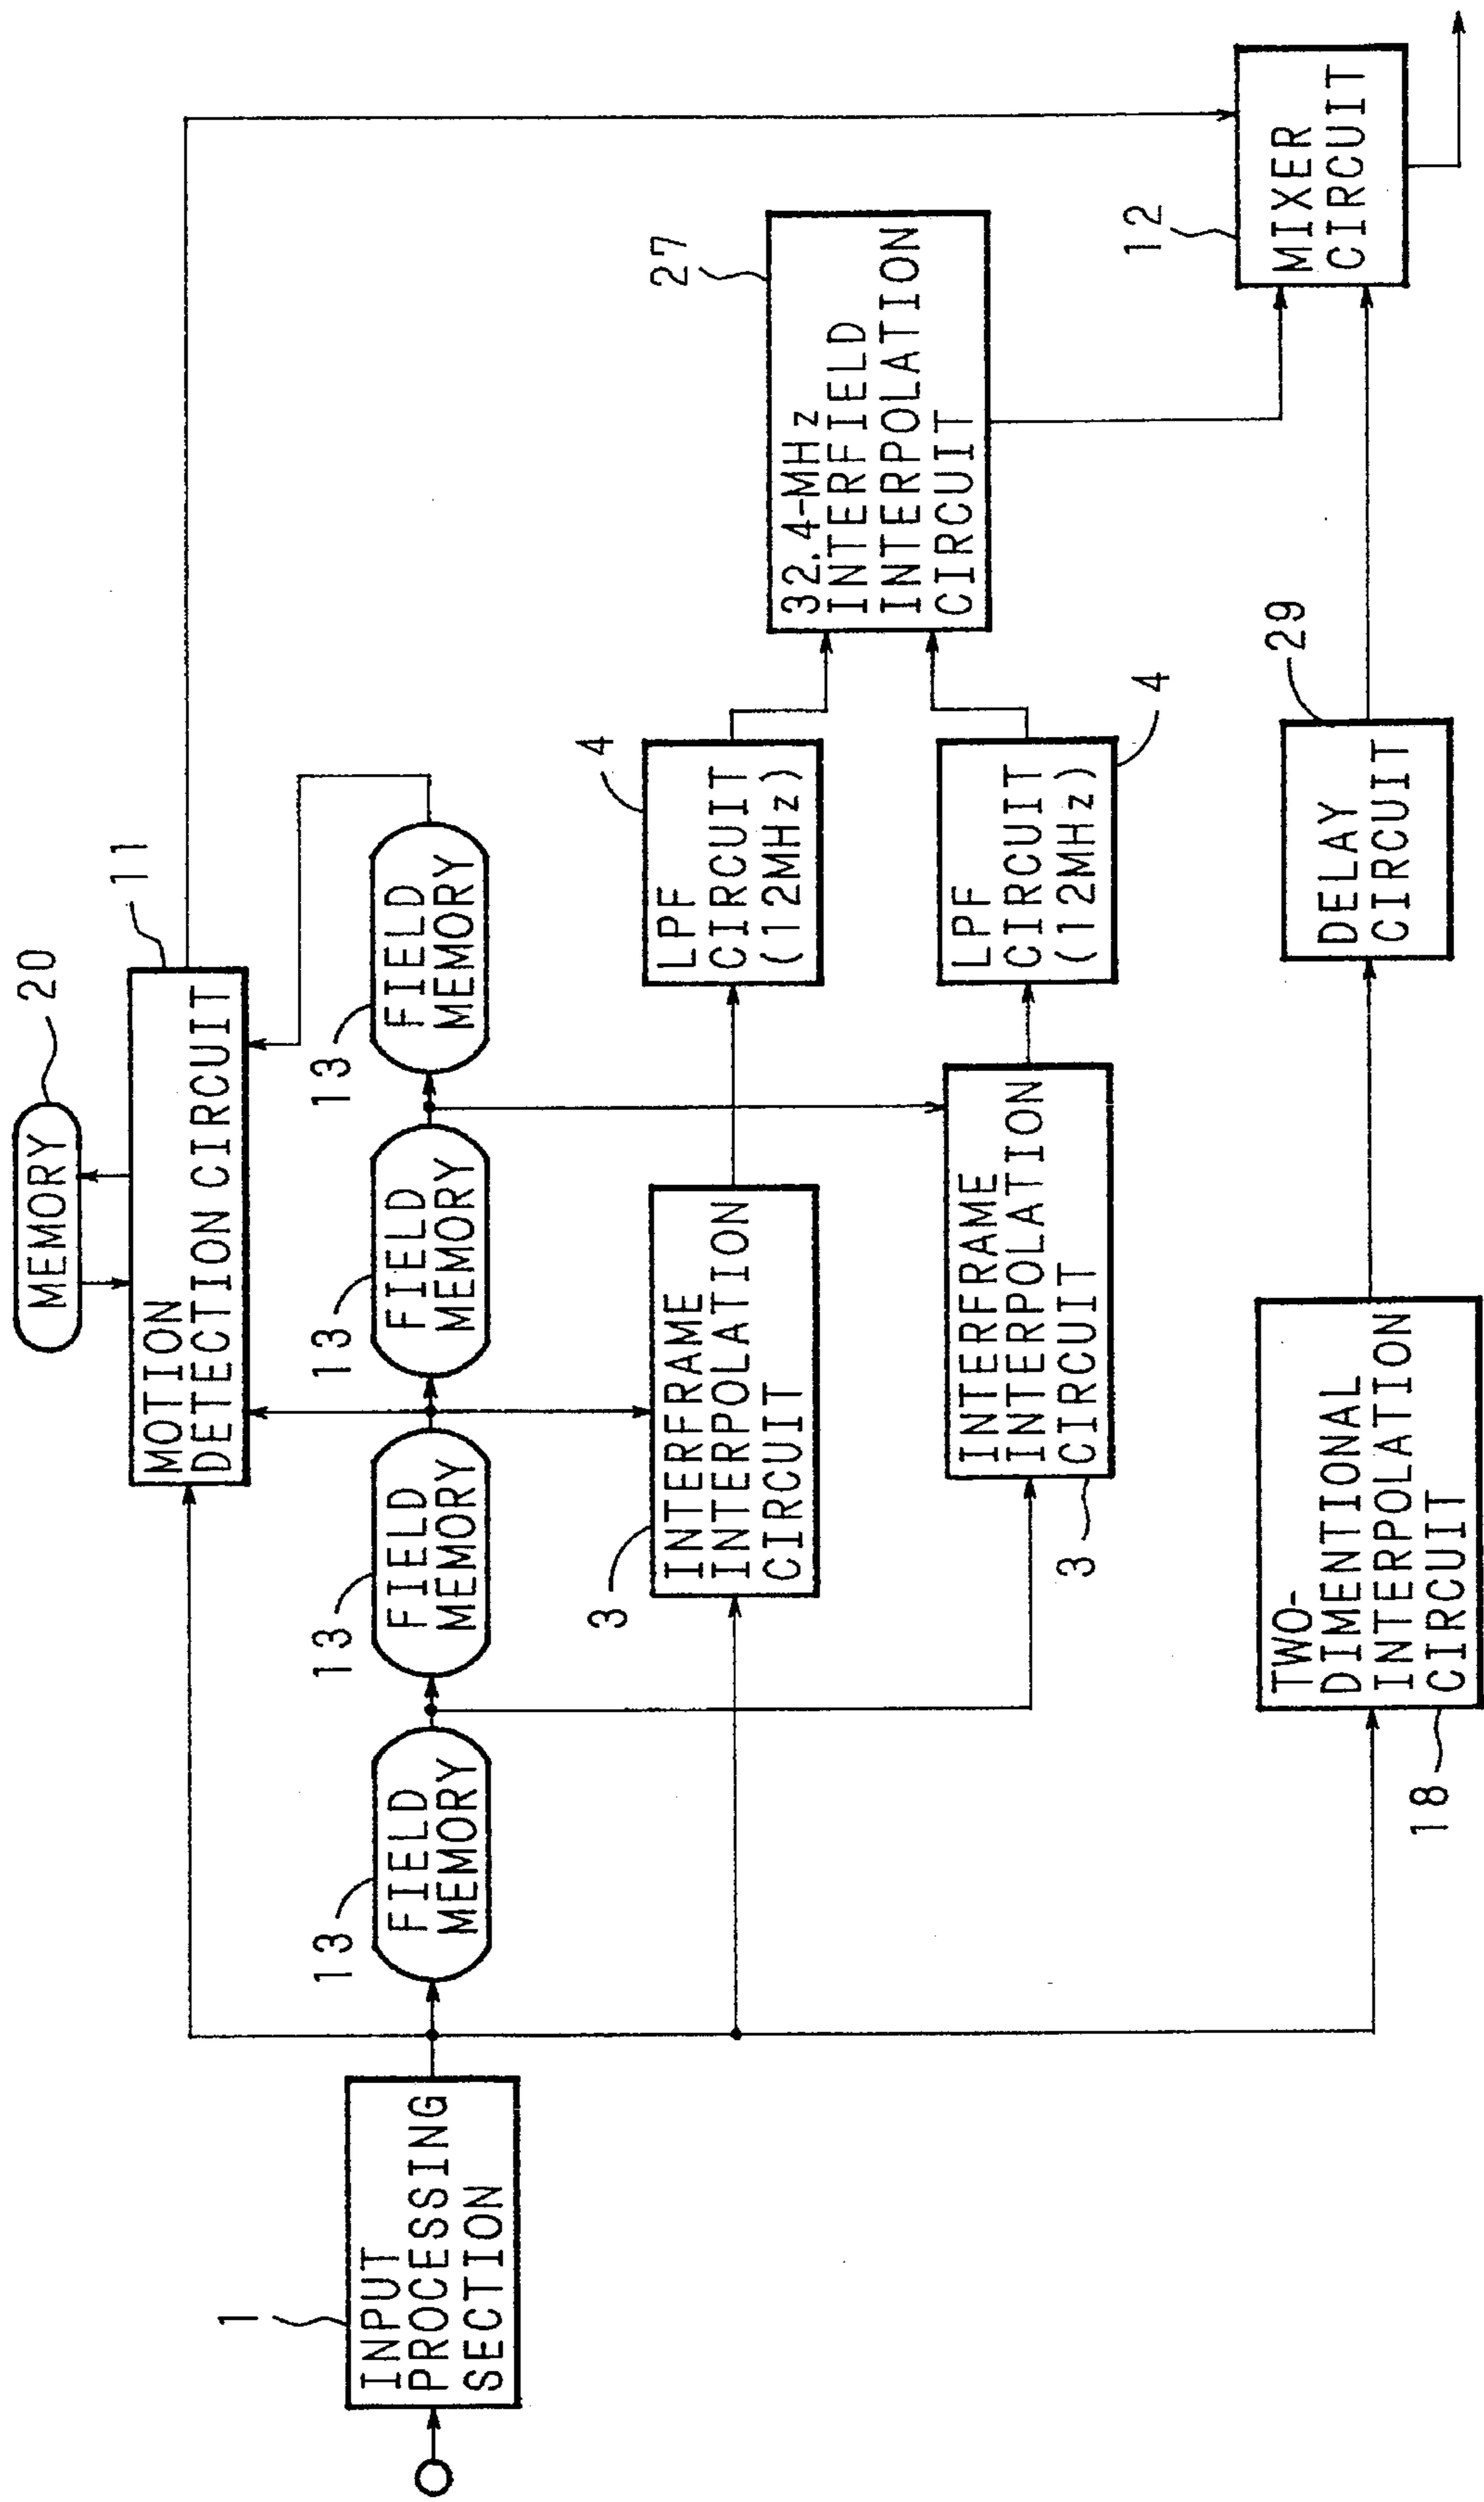 MEMORY
20
MOTION
DETECTION CIRCUIT
11
13
FIELD
MEMORY
13
FIELD
MEMORY
13
FIELD
MEMORY
13
FIELD
MEMORY
1
INPUT
PROCESSING
SECTION
3
INTERFRAME
INTERPOLATION
CIRCUIT
4
LPF
CIRCUIT
(12MHz)
27
32.4-MHz
INTERFIELD
INTERPOLATION
CIRCUIT
INTERFRAME
INTERPOLATION
CIRCUIT
3
LPF
CIRCUIT
(12MHz)
4
12
MIXER
CIRCUIT
TWO-
DIMENTIONAL
INTERPOLATION
CIRCUIT
18
29
DELAY
CIRCUIT